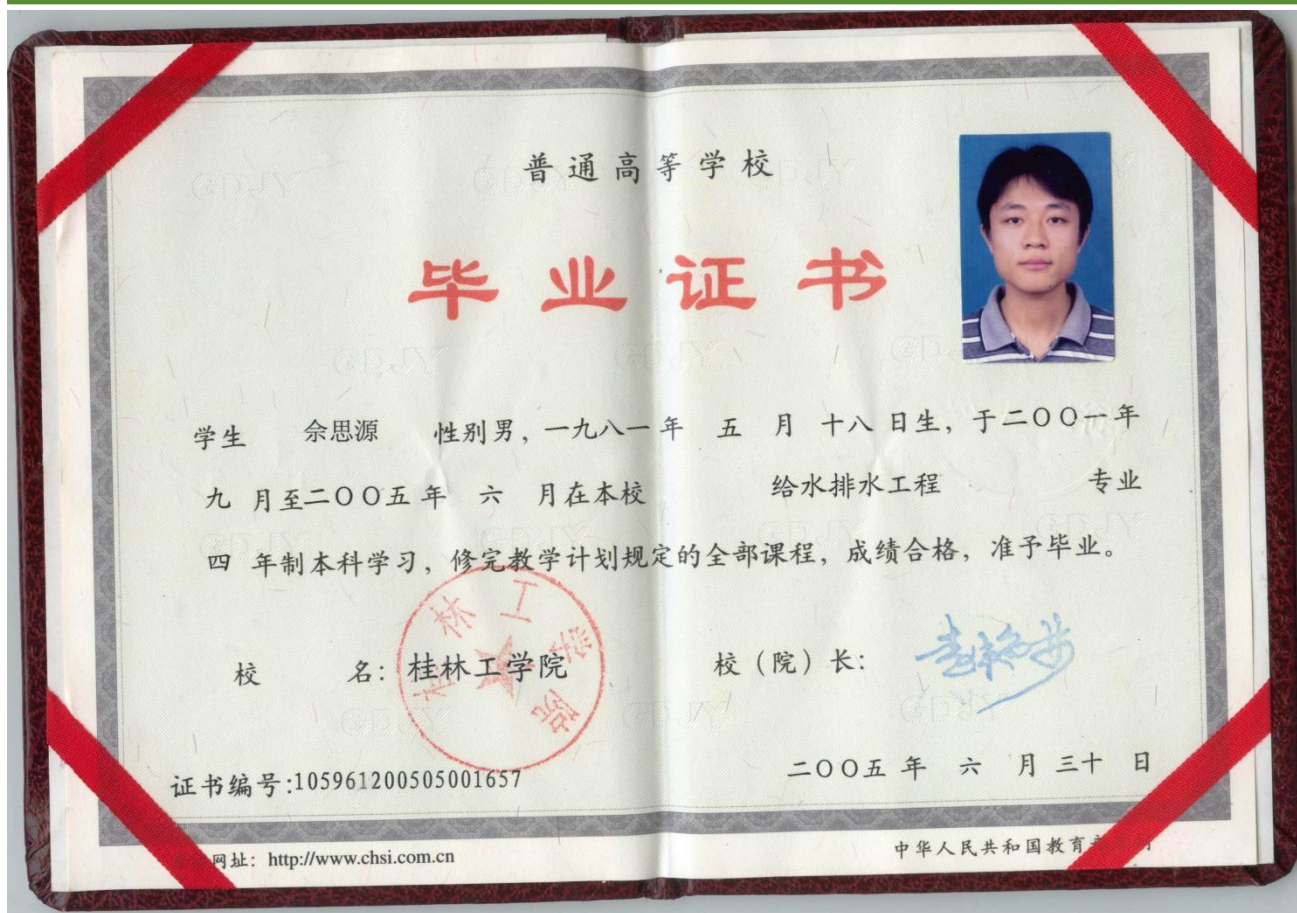 普通高等学校
毕业证书
学生 佘思源 性别男，一九八一年 五 月 十八 日生，于二〇〇一年
九 月至二〇〇五年 六 月在本校 给水排水工程 专业
四 年制本科学习，修完教学计划规定的全部课程，成绩合格，准予毕业。
校 名：桂林工学院 校（院）长：
桂林工学院
二〇〇五年 六 月 三十 日
证书编号:105961200505001657
网址：http://www.chsi.com.cn
中华人民共和国教育